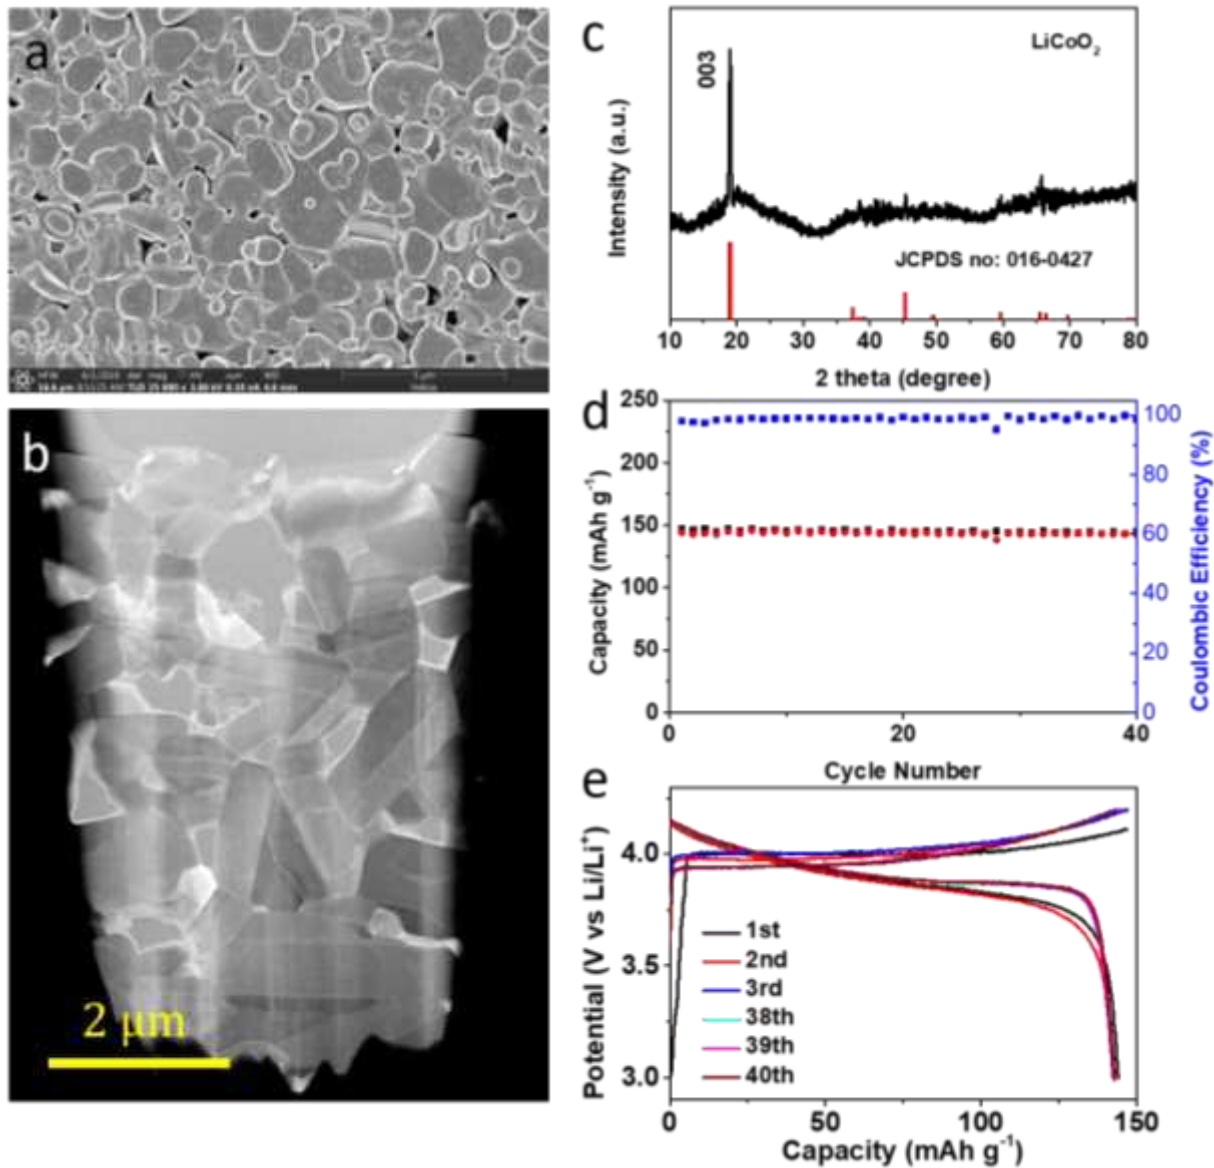 a
b
2 μm
c
LiCoO₂
003
Intensity (a.u.)
JCPDS no: 016-0427
10 20 30 40 50 60 70 80
2 theta (degree)
d
250
200
150
100
50
0
Capacity (mAh g⁻¹)
100
80
60
40
20
0
Coulombic Efficiency (%)
0 20 40
Cycle Number
e
4.0
3.5
3.0
Potential (V vs Li/Li⁺)
1st
2nd
3rd
38th
39th
40th
0 50 100 150
Capacity (mAh g⁻¹)